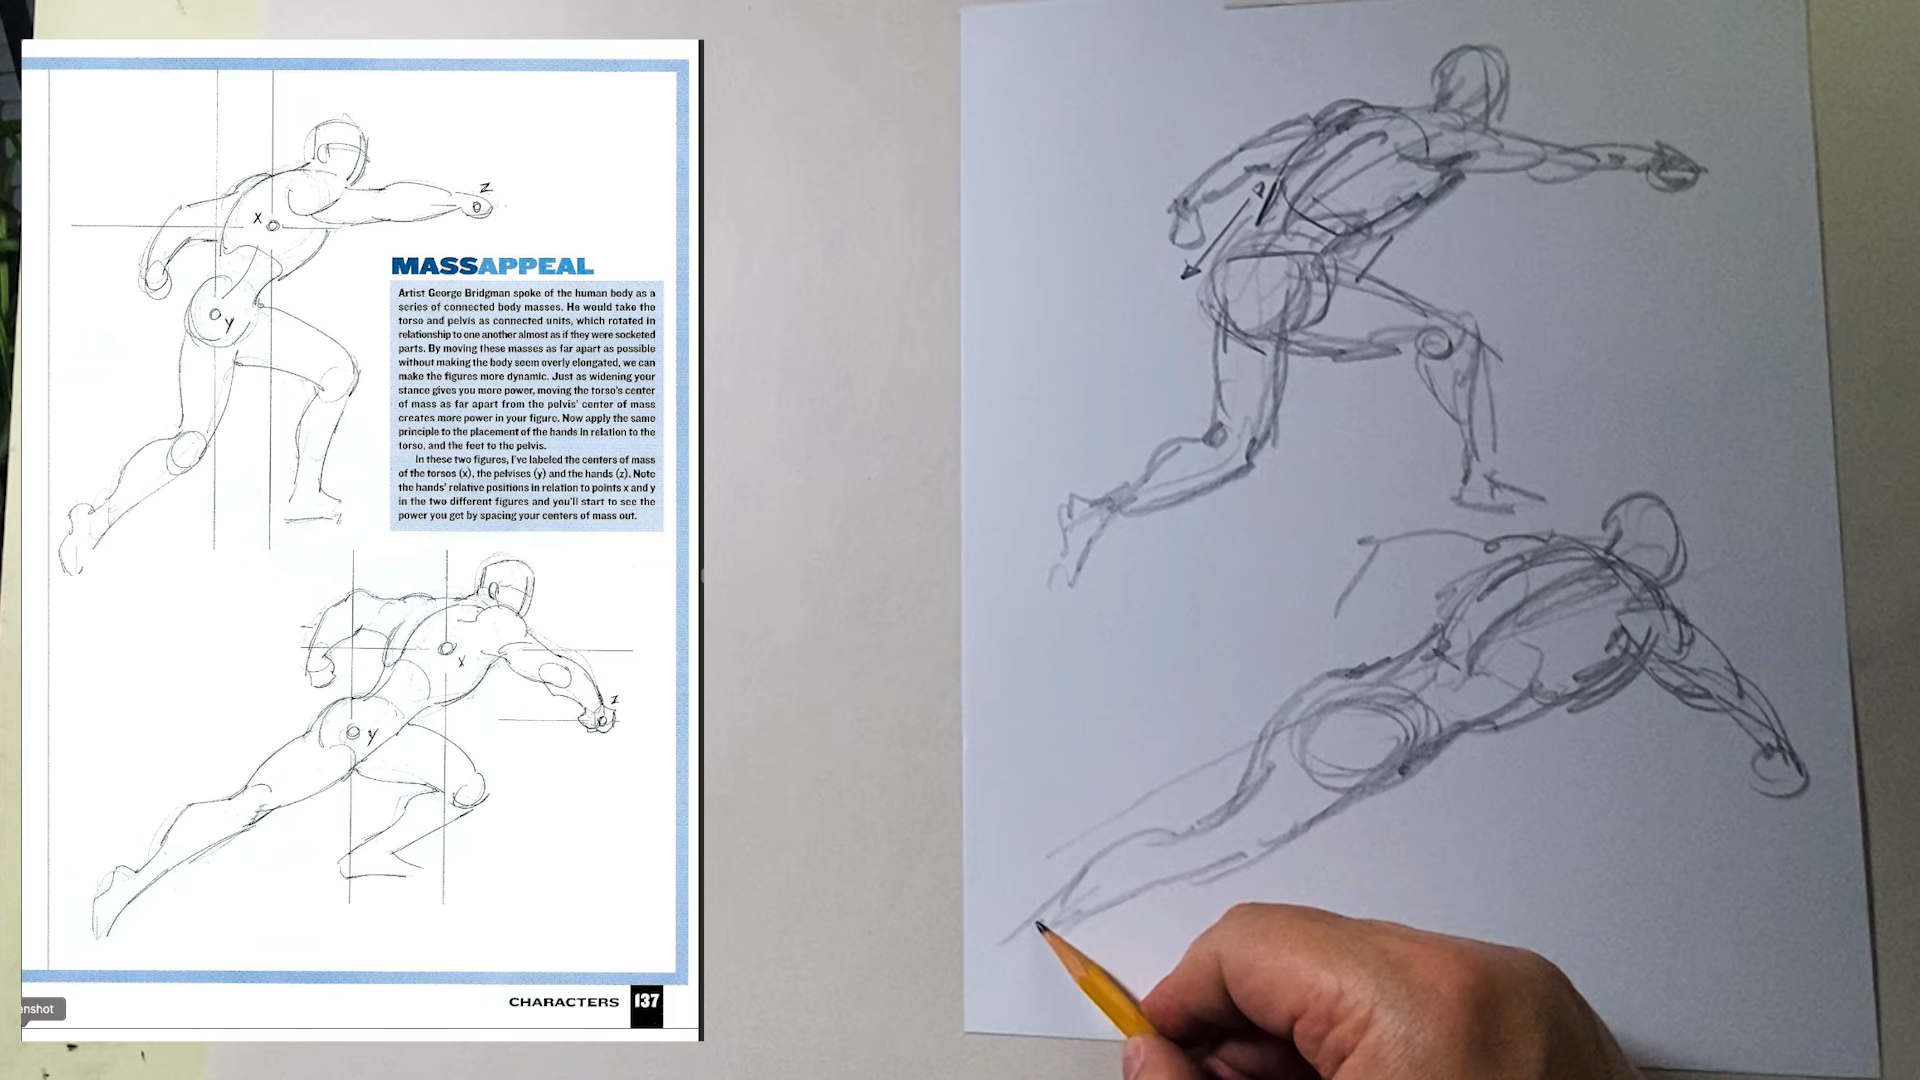 Z
X
Y
MASSAPPEAL
Artist George Bridgman spoke of the human body as a
series of connected body masses. He would take the
torso and pelvis as connected units, which rotated in
relationship to one another almost as if they were socketed
parts. By moving these masses as far apart as possible
without making the body seem overly elongated, we can
make the figures more dynamic. Just as widening your
stance gives you more power, moving the torso's center
of mass as far apart from the pelvis' center of mass
creates more power in your figure. Now apply the same
principle to the placement of the hands in relation to the
torso, and the feet to the pelvis.
In these two figures, I've labeled the centers of mass
of the torsos (x), the pelvises (y) and the hands (z). Note
the hands' relative positions in relation to points x and y
in the two different figures and you'll start to see the
power you get by spacing your centers of mass out.
X
Z
Y
CHARACTERS 137
enshot